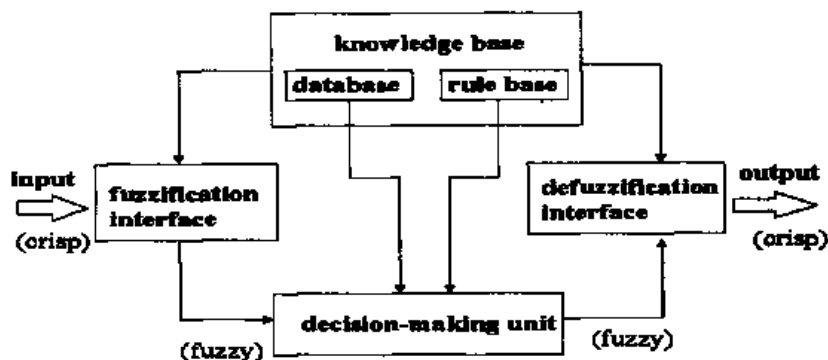 knowledge base
database
rule base
input
(crisp)
fuzzification
interface
defuzzification
interface
output
(crisp)
decision-making unit
(fuzzy)
(fuzzy)